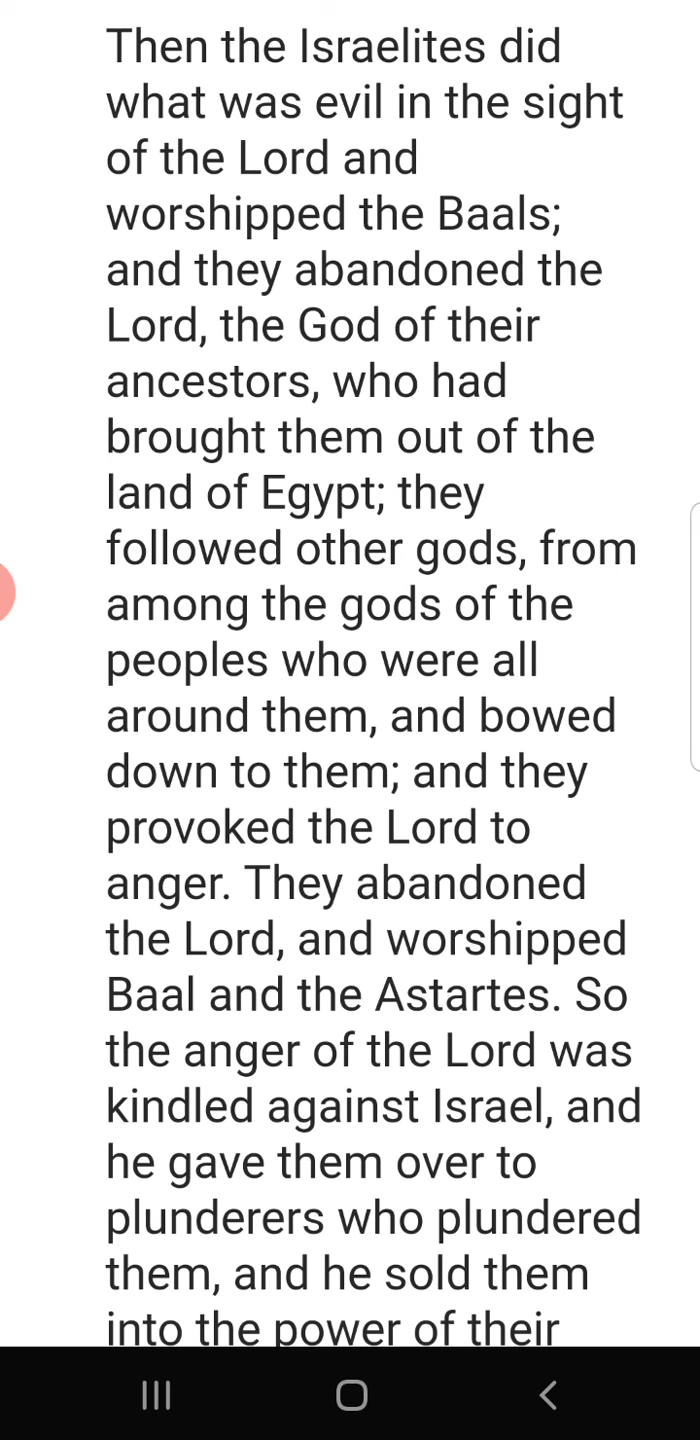 Then the Israelites did
what was evil in the sight
of the Lord and
worshipped the Baals;
and they abandoned the
Lord, the God of their
ancestors, who had
brought them out of the
land of Egypt; they
followed other gods, from
among the gods of the
peoples who were all
around them, and bowed
down to them; and they
provoked the Lord to
anger. They abandoned
the Lord, and worshipped
Baal and the Astartes. So
the anger of the Lord was
kindled against Israel, and
he gave them over to
plunderers who plundered
them, and he sold them
into the power of their